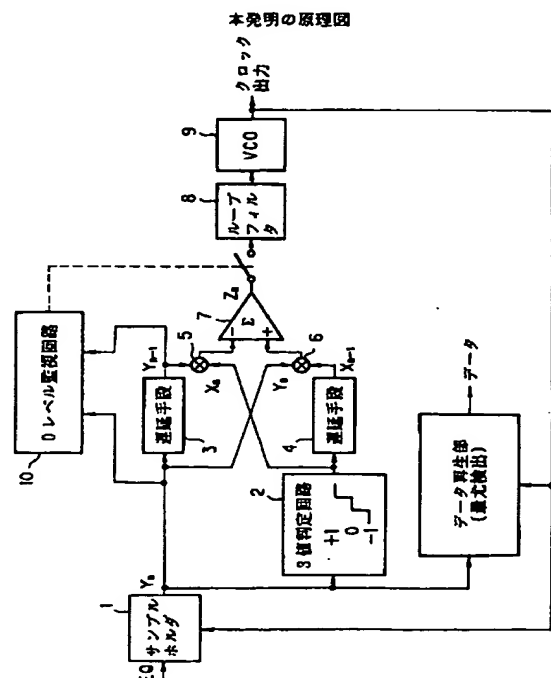 本発明の原理図
EQ
1
サンプル
ホルダ
Yn
10
0レベル監視回路
3
遅延手段
Yn-1
5
Xn
Yn
4
遅延手段
Xn-1
6
2
3値判定回路
+1
0
-1
7
-
Σ
+
Zn
8
ループ
フィル
タ
9
VCO
クロック
出力
データ再生部
(最尤検出)
データ